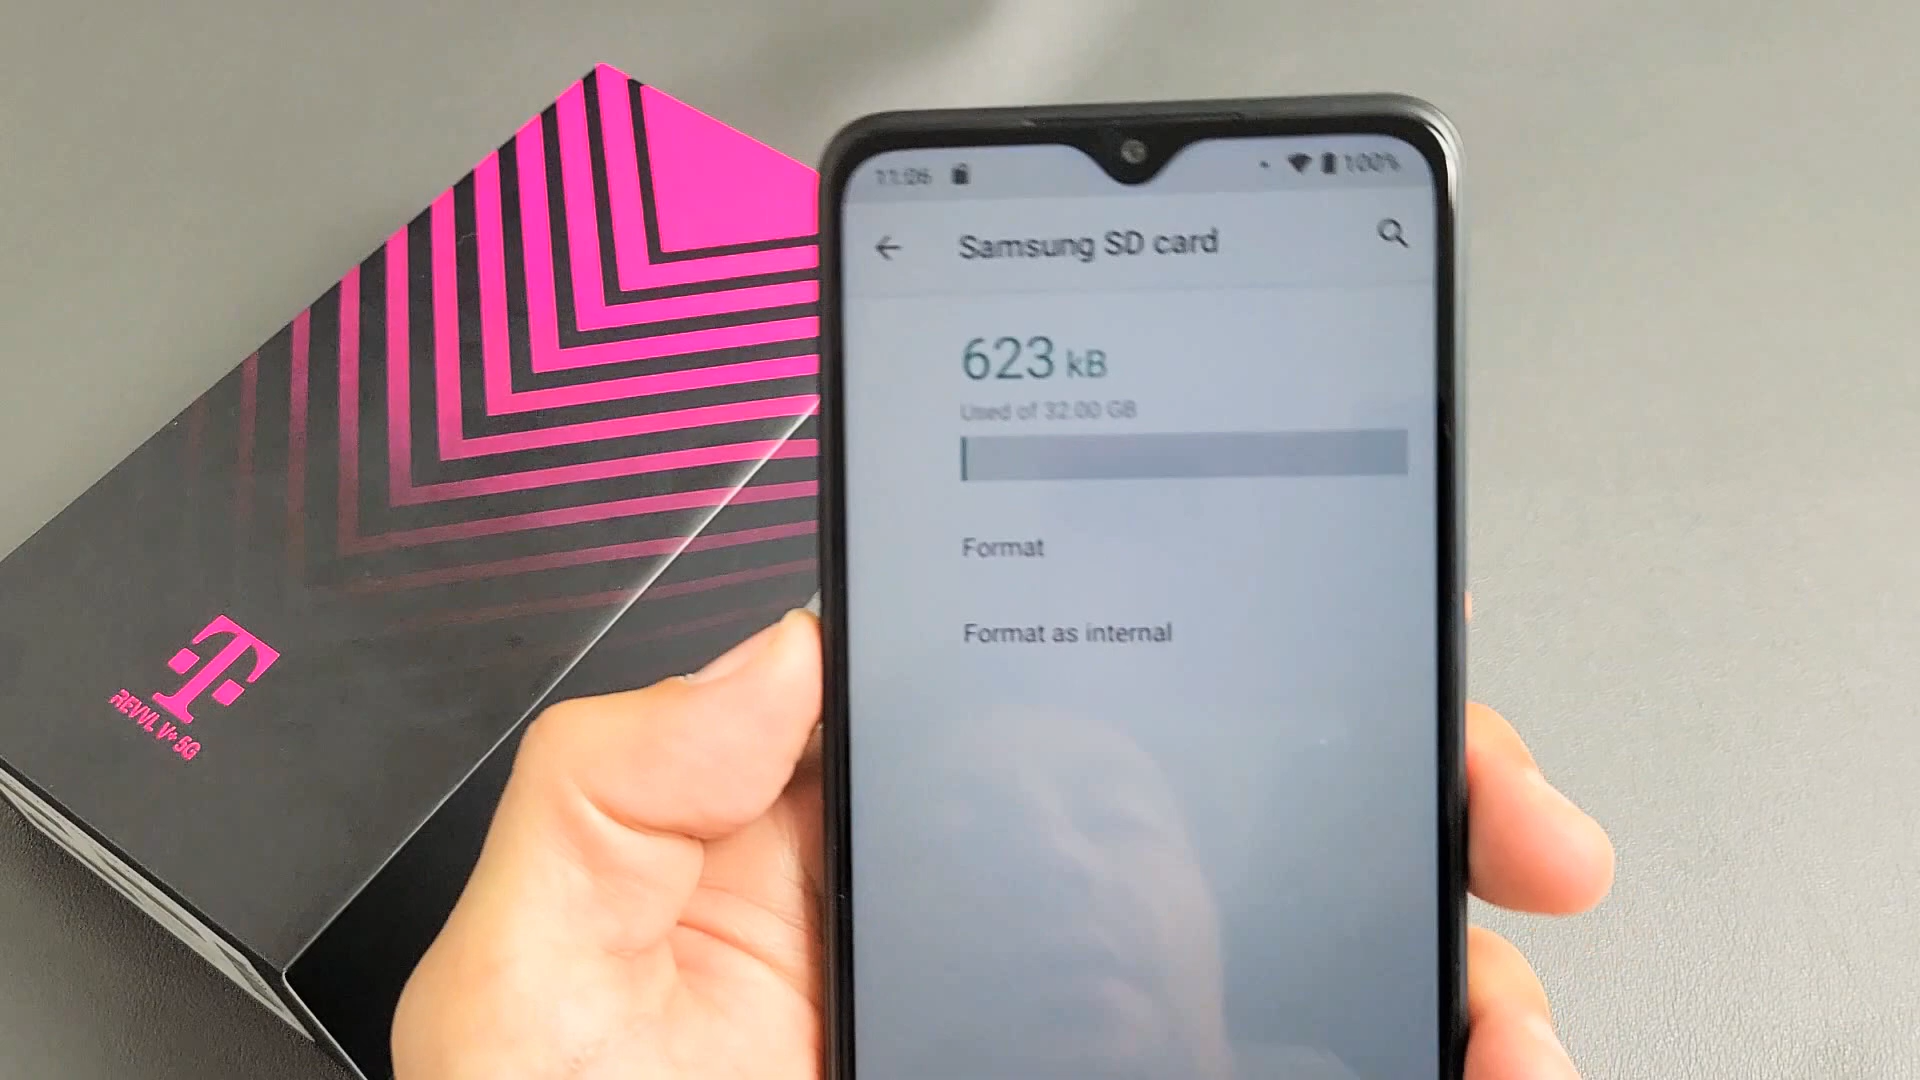 11:06
100%
Samsung SD card
623 kB
Used of 32.00 GB
Format
Format as internal
T
REVVL V+ 5G